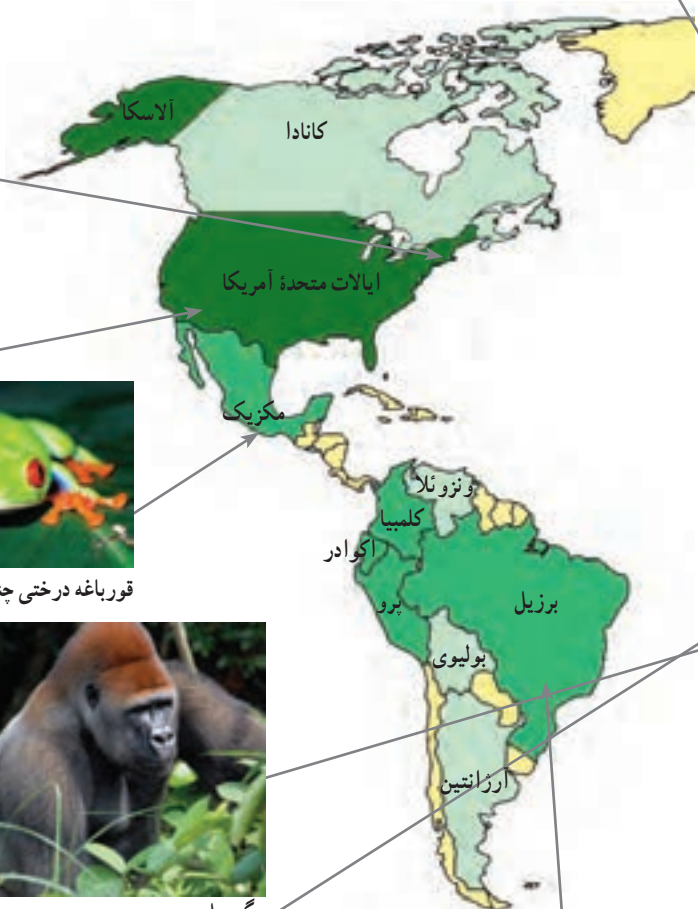 آلاسکا
کانادا
ایالات متحدهٔ آمریکا
مکزیک
ونزوئلا
کلمبیا
اکوادر
پرو
برزیل
بولیوی
آرژانتین
قورباغه درختی